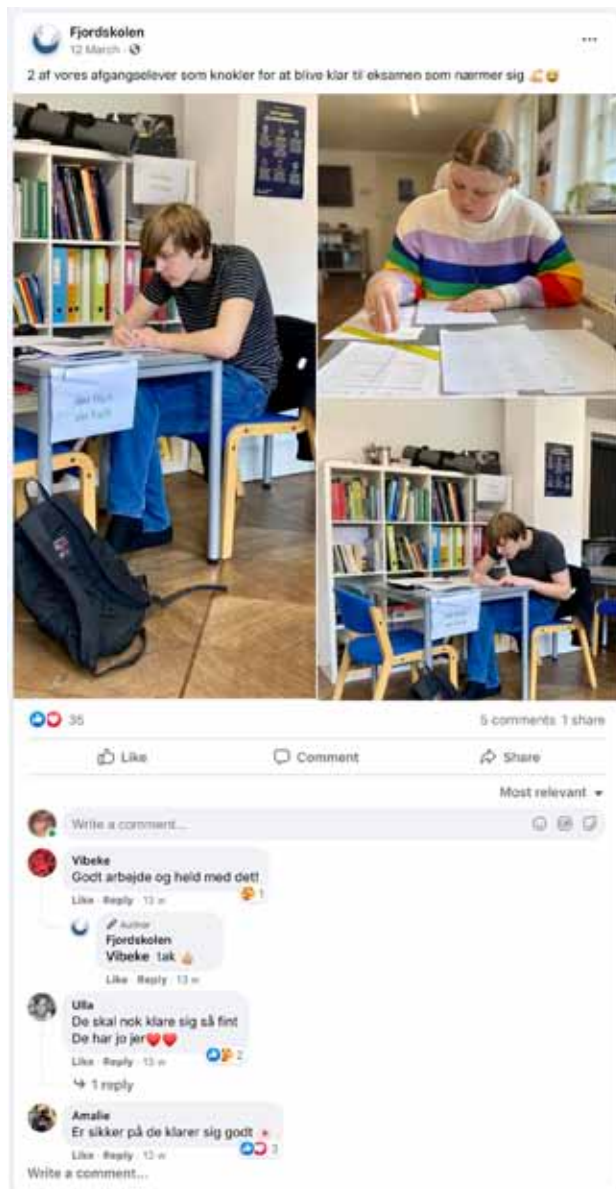 Fjordskolen
12 March
2 af vores afgangselever som knokler for at blive klar til eksamen som nærmer sig
35
5 comments 1 share
Like
Comment
Share
Most relevant
Write a comment...
Vibeke
Godt arbejde og held med det!
1
Like Reply 13 w
Author
Fjordskolen
Vibeke tak
Like Reply 13 w
Ulla
De skal nok klare sig så fint
De har jo jer
2
Like Reply 13 w
1 reply
Amalie
Er sikker på de klarer sig godt
3
Like Reply 12 w
Write a comment...